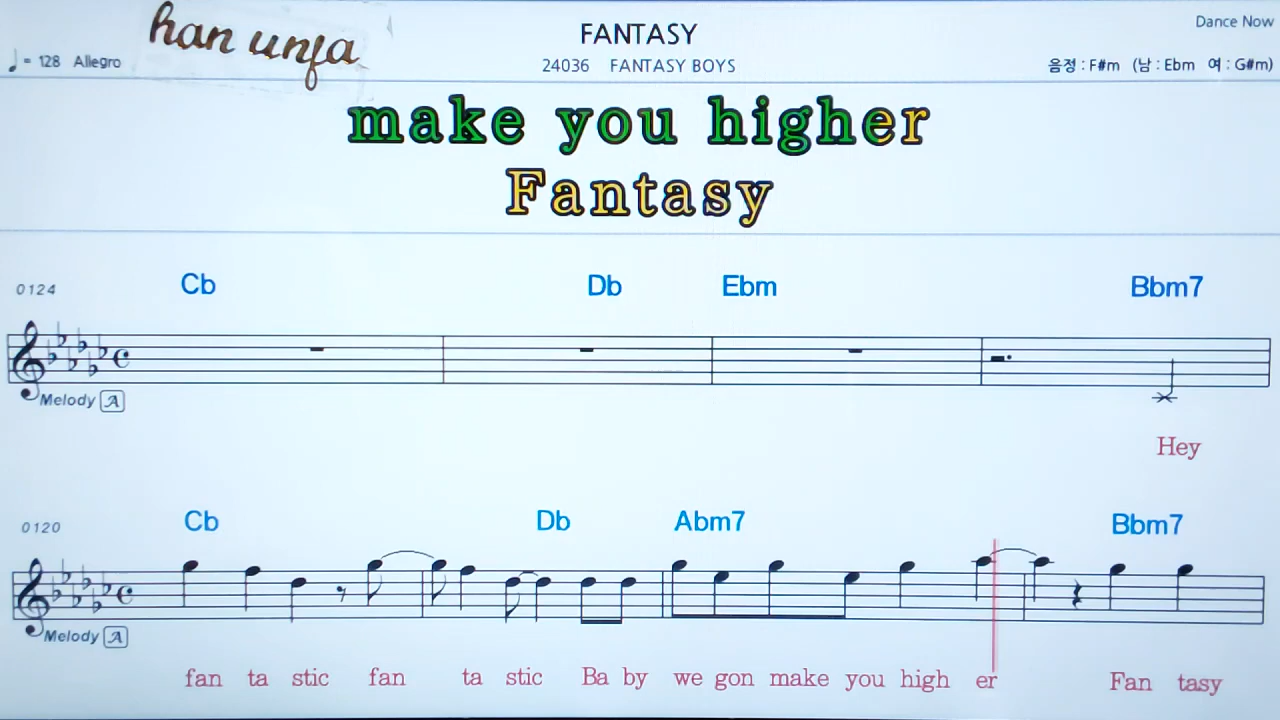 han unja
FANTASY
Dance Now
♩= 128 Allegro
24036 FANTASY BOYS
음정 : F#m (남 : Ebm 여 : G#m)
make you higher
Fantasy
0124
Cb Db Ebm Bbm7
Melody A
Hey
0120
Cb Db Abm7 Bbm7
Melody A
fan ta stic fan ta stic Ba by we gon make you high er Fan tasy